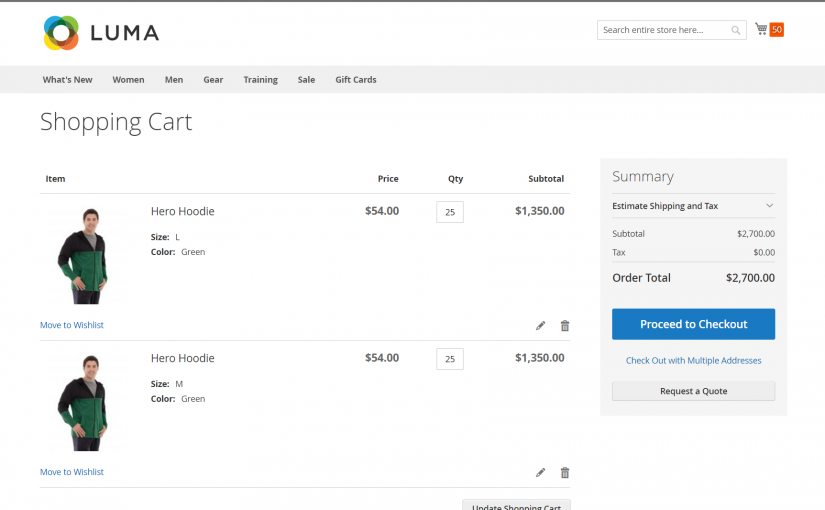 LUMA
Search entire store here...
50
What's New Women Men Gear Training Sale Gift Cards
Shopping Cart
Item Price Qty Subtotal
Hero Hoodie $54.00 25 $1,350.00
Size: L
Color: Green
Move to Wishlist
Hero Hoodie $54.00 25 $1,350.00
Size: M
Color: Green
Move to Wishlist
Update Shopping Cart
Summary
Estimate Shipping and Tax
Subtotal $2,700.00
Tax $0.00
Order Total $2,700.00
Proceed to Checkout
Check Out with Multiple Addresses
Request a Quote